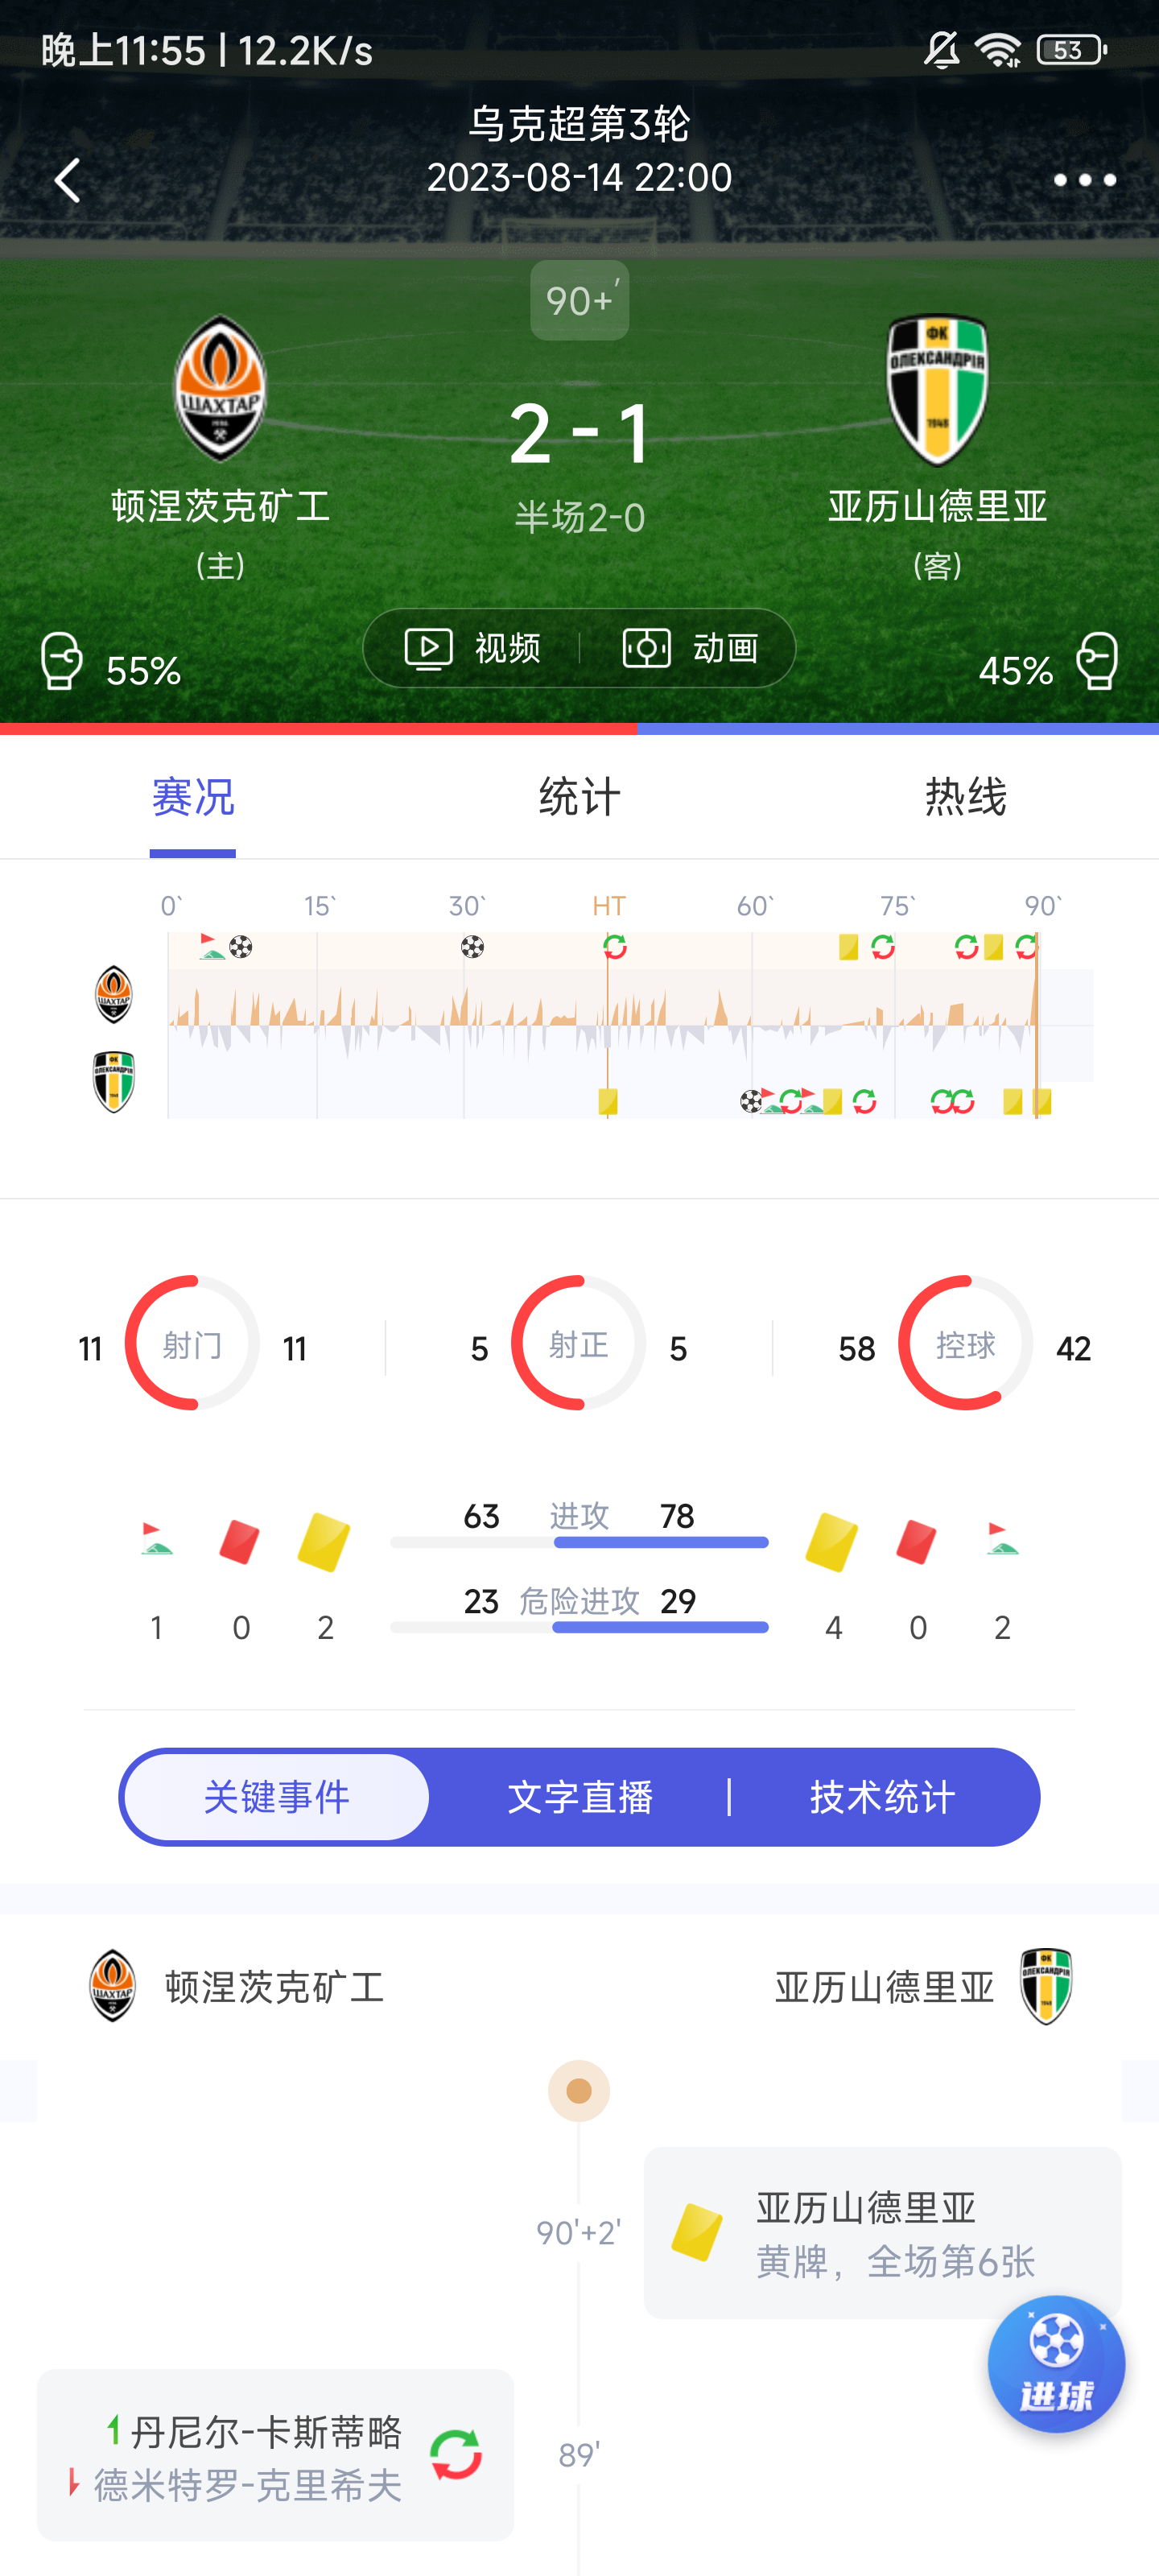 晚上11:55 | 12.2K/s
53
乌克超第3轮
2023-08-14 22:00
90+'
ШАХТАР
ФК
ОЛЕКСАНДРІЯ
1948
2 - 1
顿涅茨克矿工
亚历山德里亚
半场2-0
(主)
(客)
55%
视频
动画
45%
赛况
统计
热线
0` 15` 30` HT 60` 75` 90`
ШАХТАР
ФК
ОЛЕКСАНДРІЯ
11 射门 11
5 射正 5
58 控球 42
63 进攻 78
23 危险进攻 29
1 0 2
4 0 2
关键事件
文字直播
技术统计
ШАХТАР
顿涅茨克矿工
亚历山德里亚
ФК
ОЛЕКСАНДРІЯ
90'+2'
亚历山德里亚
黄牌，全场第6张
进球
丹尼尔-卡斯蒂略
德米特罗-克里希夫
89'